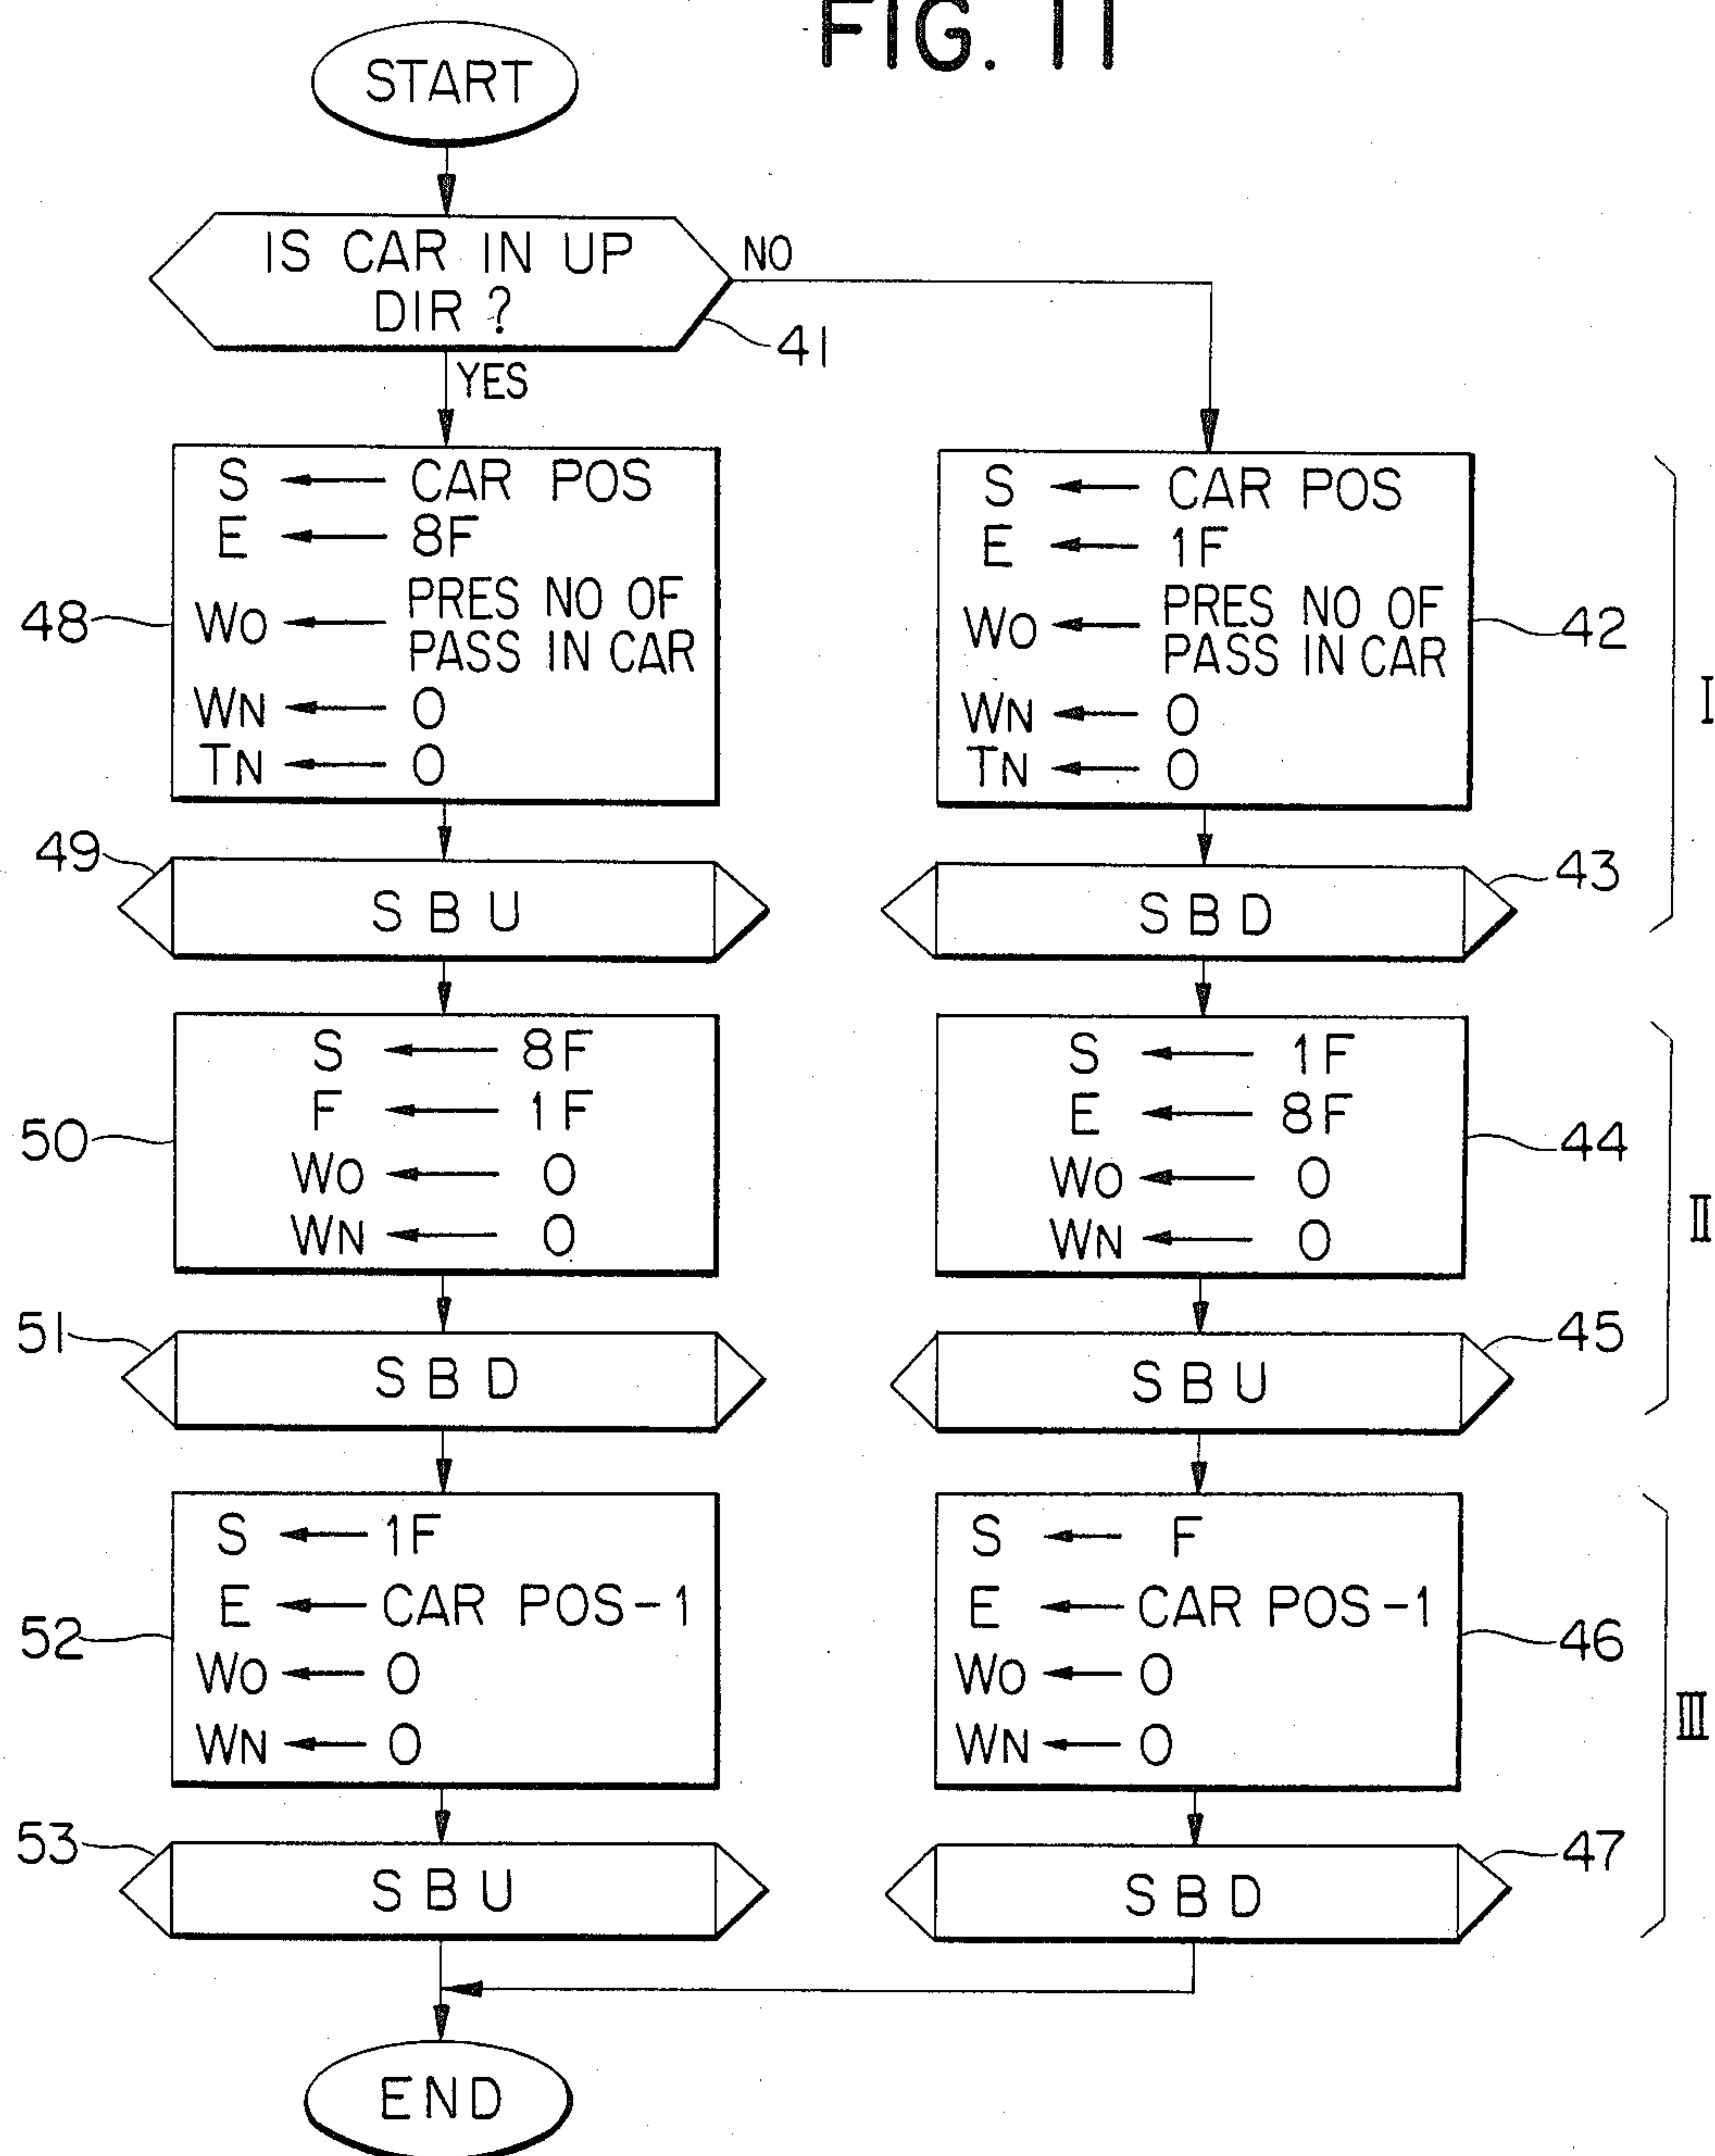 FIG. 11
START
IS CAR IN UP
DIR ?
NO
41
YES
S ← CAR POS
E ← 8F
WO ← PRES NO OF
PASS IN CAR
WN ← 0
TN ← 0
48
S ← CAR POS
E ← 1F
WO ← PRES NO OF
PASS IN CAR
WN ← 0
TN ← 0
42
I
49
SBU
SBD
43
S ← 8F
F ← 1F
WO ← 0
WN ← 0
50
S ← 1F
E ← 8F
WO ← 0
WN ← 0
44
II
51
SBD
SBU
45
S ← 1F
E ← CAR POS-1
WO ← 0
WN ← 0
52
S ← F
E ← CAR POS-1
WO ← 0
WN ← 0
46
III
53
SBU
SBD
47
END